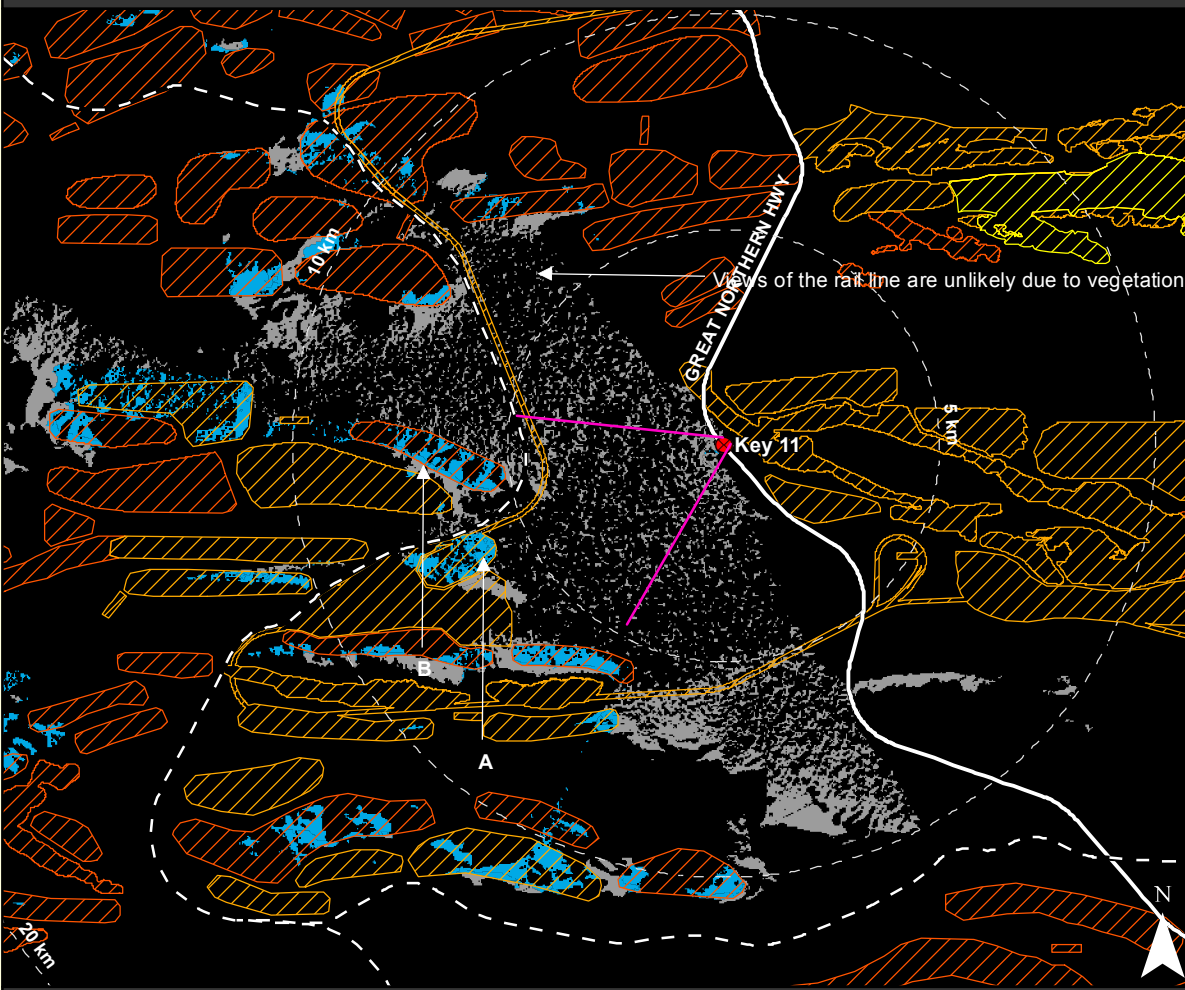 GREAT NORTHERN HWY
10 km
Views of the rail line are unlikely due to vegetation
5 km
Key 11
B
A
N
20 km